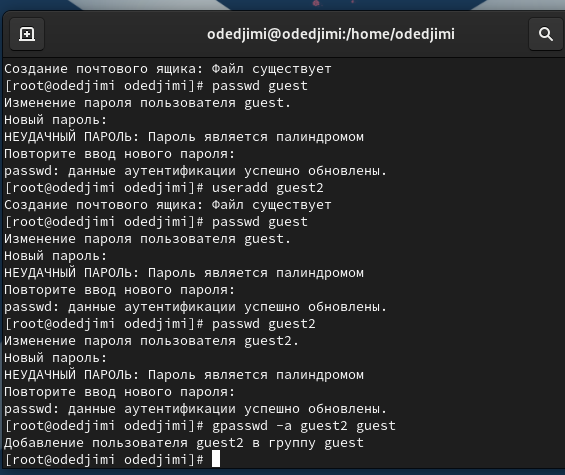 odedjimi@odedjimi:/home/odedjimi
Создание почтового ящика: Файл существует
[root@odedjimi odedjimi]# passwd guest
Изменение пароля пользователя guest.
Новый пароль:
НЕУДАЧНЫЙ ПАРОЛЬ: Пароль является палиндромом
Повторите ввод нового пароля:
passwd: данные аутентификации успешно обновлены.
[root@odedjimi odedjimi]# useradd guest2
Создание почтового ящика: Файл существует
[root@odedjimi odedjimi]# passwd guest
Изменение пароля пользователя guest.
Новый пароль:
НЕУДАЧНЫЙ ПАРОЛЬ: Пароль является палиндромом
Повторите ввод нового пароля:
passwd: данные аутентификации успешно обновлены.
[root@odedjimi odedjimi]# passwd guest2
Изменение пароля пользователя guest2.
Новый пароль:
НЕУДАЧНЫЙ ПАРОЛЬ: Пароль является палиндромом
Повторите ввод нового пароля:
passwd: данные аутентификации успешно обновлены.
[root@odedjimi odedjimi]# gpasswd -a guest2 guest
Добавление пользователя guest2 в группу guest
[root@odedjimi odedjimi]#